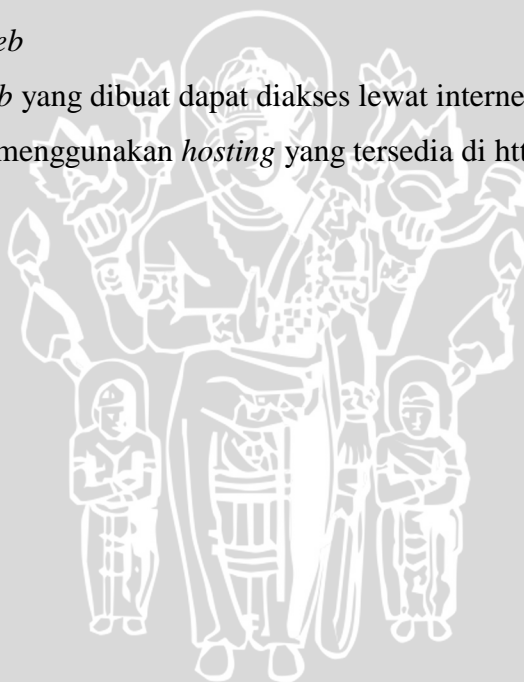 eb
b yang dibuat dapat diakses lewat interne
menggunakan hosting yang tersedia di htt